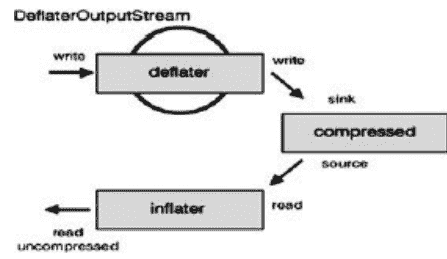 DeflaterOutputStream
write
deflater
write
sink
compressed
source
inflater
read
read
uncompressed